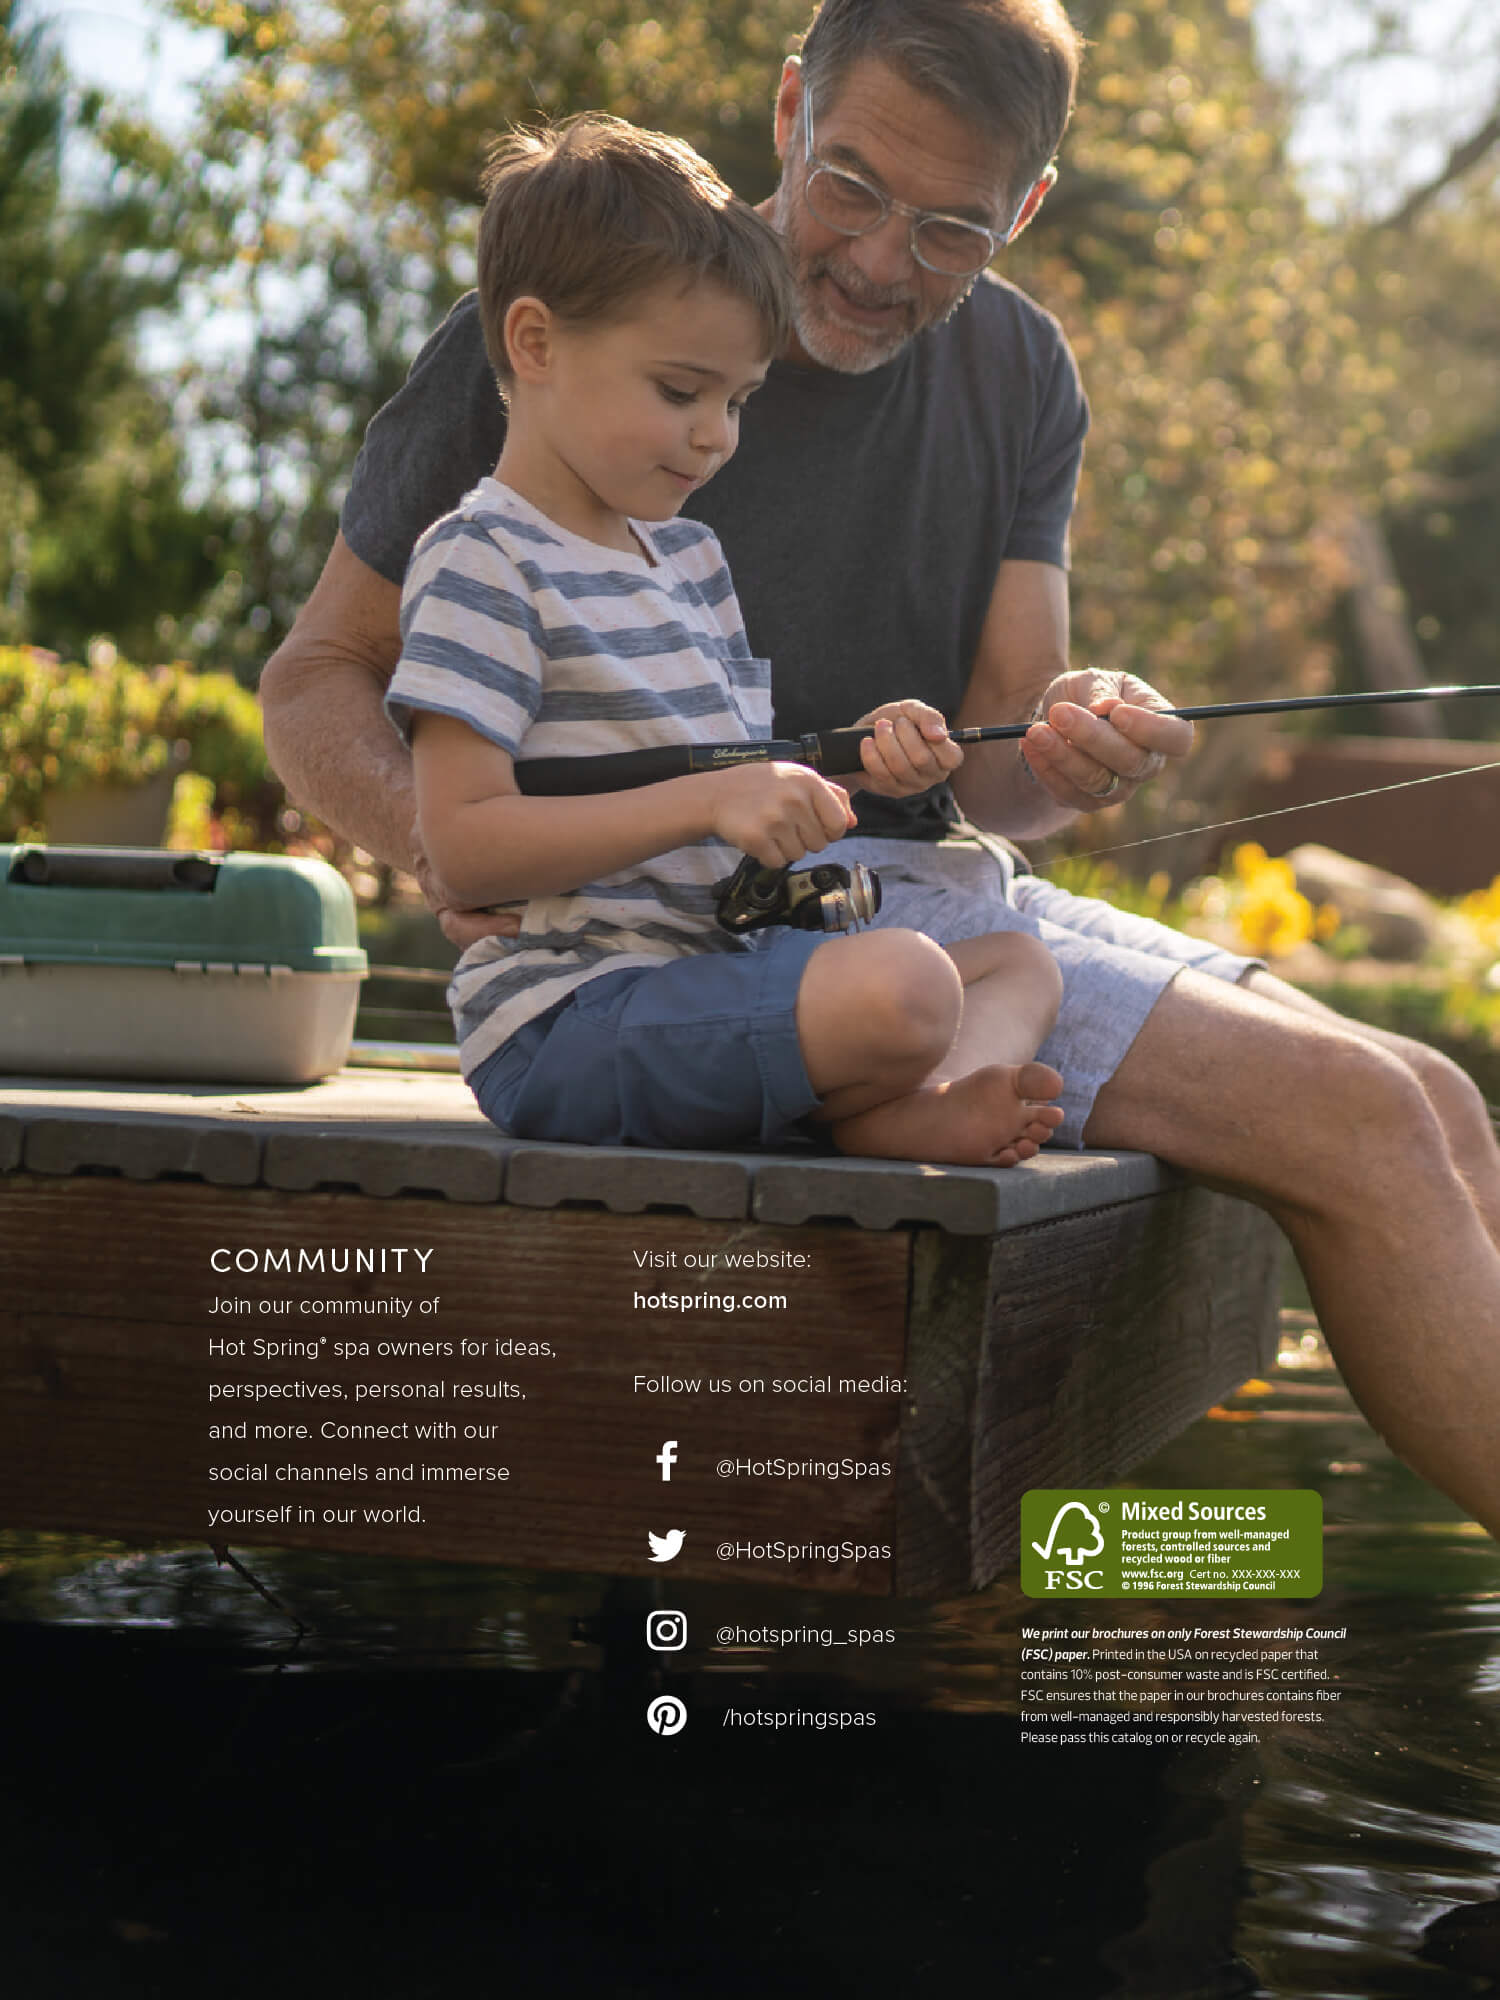 COMMUNITY
Join our community of
Hot Spring® spa owners for ideas,
perspectives, personal results,
and more. Connect with our
social channels and immerse
yourself in our world.
Visit our website:
hotspring.com
Follow us on social media:
@HotSpringSpas
@HotSpringSpas
@hotspring_spas
/hotspringspas
©
FSC
Mixed Sources
Product group from well-managed
forests, controlled sources and
recycled wood or fiber
www.fsc.org Cert no. XXX-XXX-XXX
© 1996 Forest Stewardship Council
We print our brochures on only Forest Stewardship Council
(FSC) paper. Printed in the USA on recycled paper that
contains 10% post-consumer waste and is FSC certified.
FSC ensures that the paper in our brochures contains fiber
from well-managed and responsibly harvested forests.
Please pass this catalog on or recycle again.